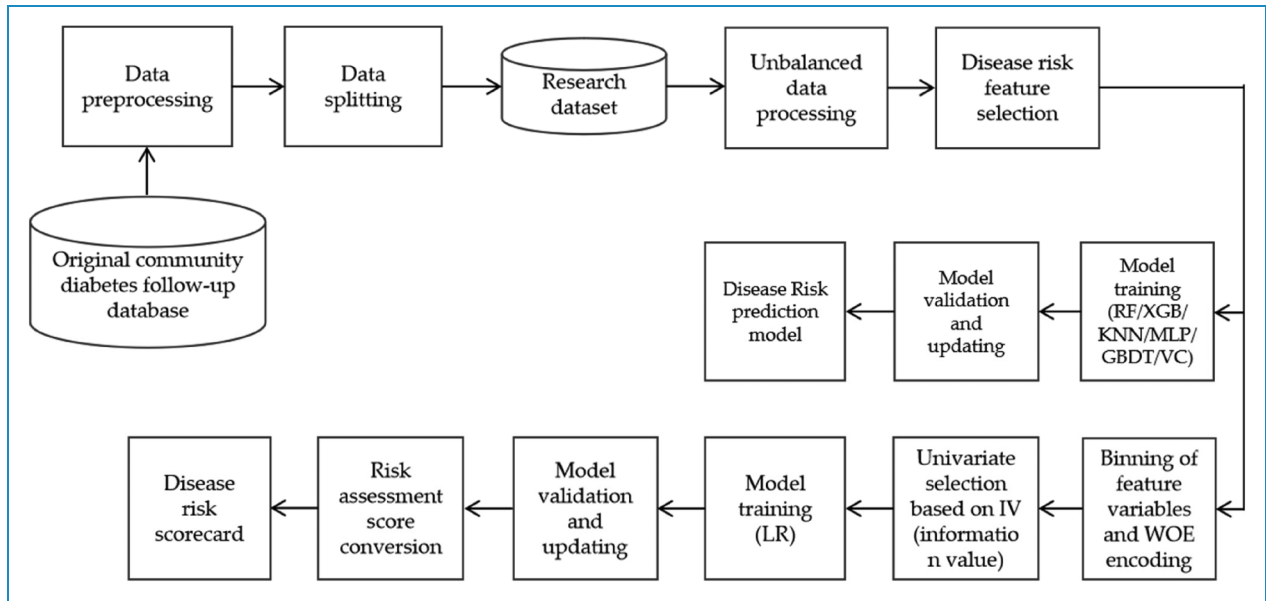 Data
preprocessing
Data
splitting
Research
dataset
Unbalanced
data
processing
Disease risk
feature
selection
Original community
diabetes follow-up
database
Model
training
(RF/XGB/
KNN/MLP/
GBDT/VC)
Model
validation
and
updating
Disease Risk
prediction
model
Binning of
feature
variables
and WOE
encoding
Univariate
selection
based on IV
(informatio
n value)
Model
training
(LR)
Model
validation
and
updating
Risk
assessment
score
conversion
Disease
risk
scorecard